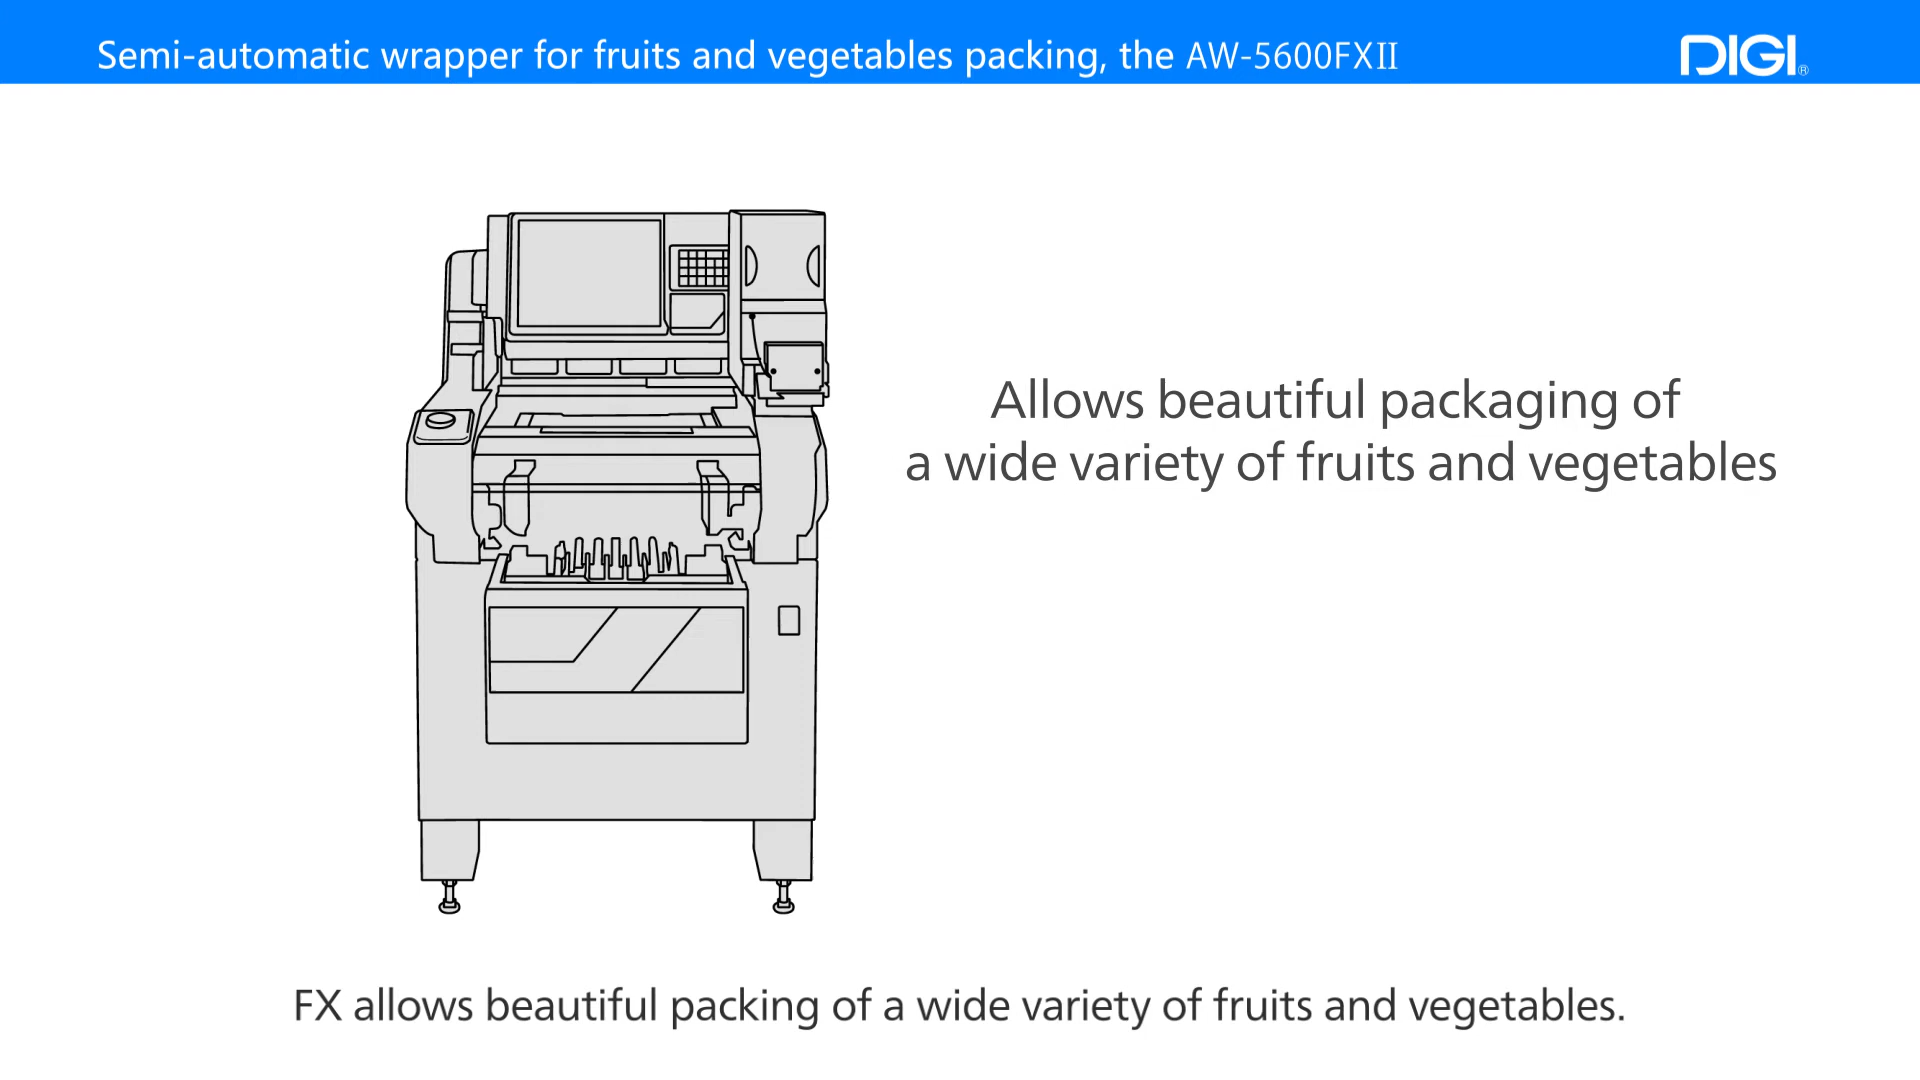 Semi-automatic wrapper for fruits and vegetables packing, the AW-5600FXII
DIGI®
Allows beautiful packaging of
a wide variety of fruits and vegetables
FX allows beautiful packing of a wide variety of fruits and vegetables.